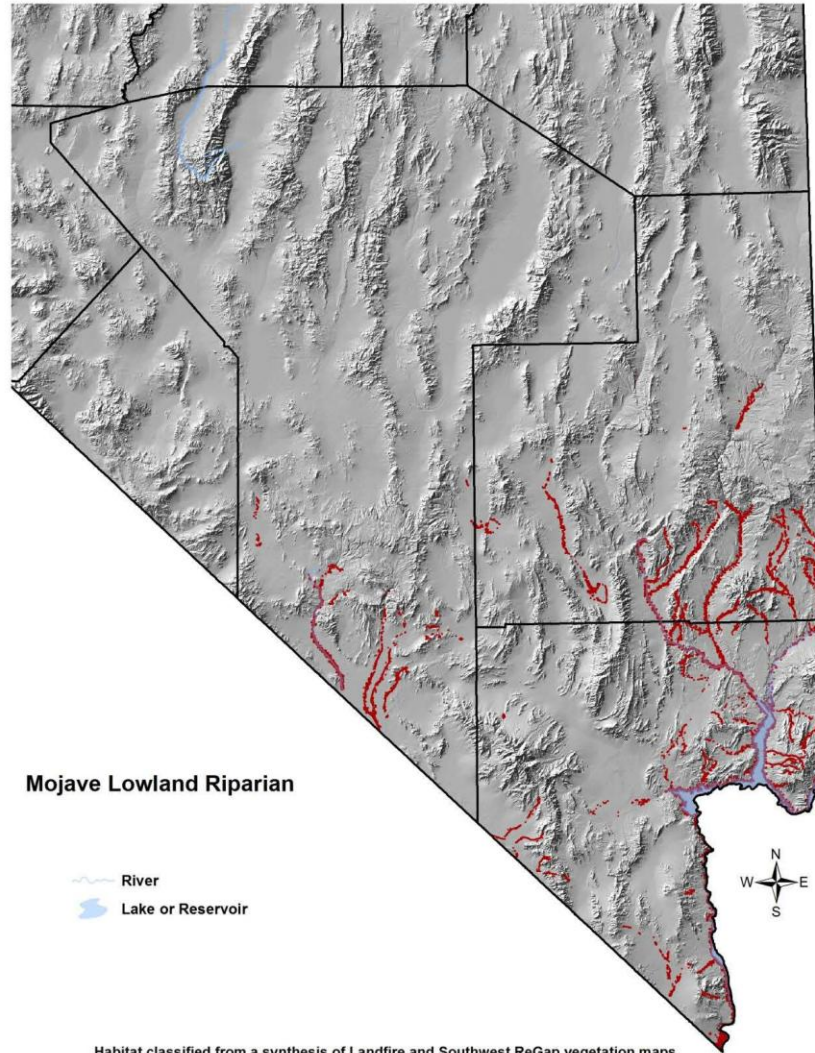 Mojave Lowland Riparian
River
Lake or Reservoir
N
W E
S
Habitat classified from a synthesis of Landfire and Southwest ReGap vegetation maps